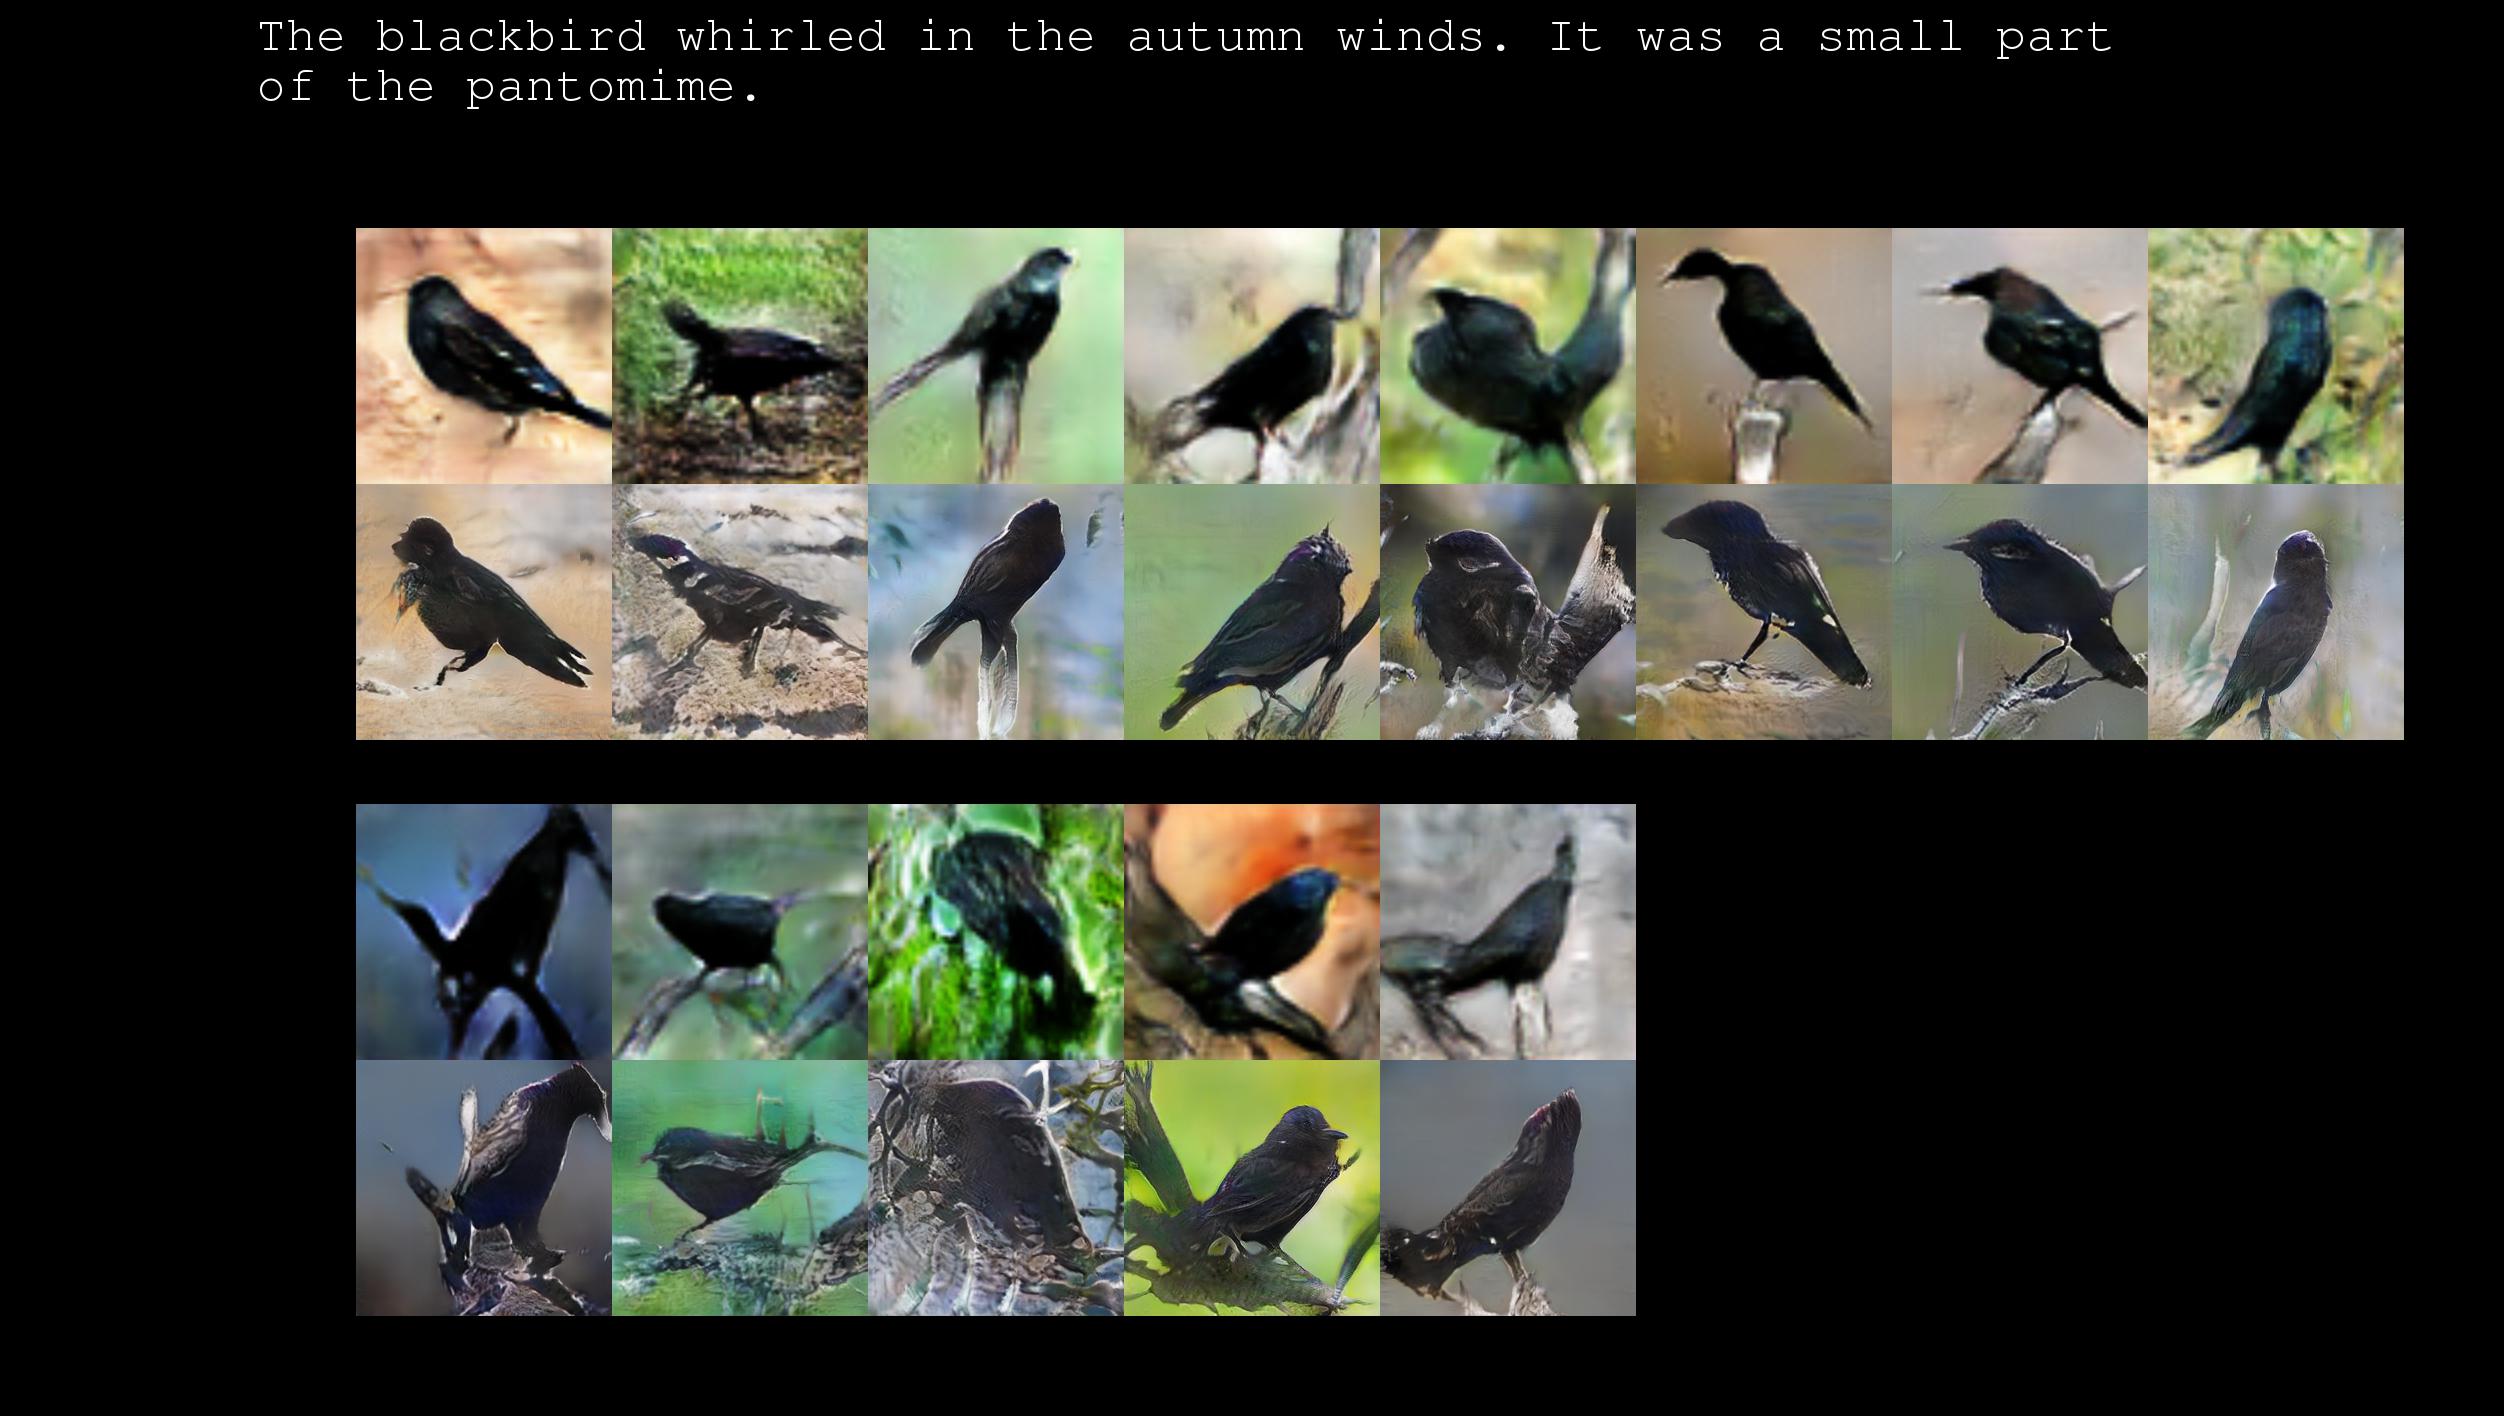 The blackbird whirled in the autumn winds. It was a small part
of the pantomime.